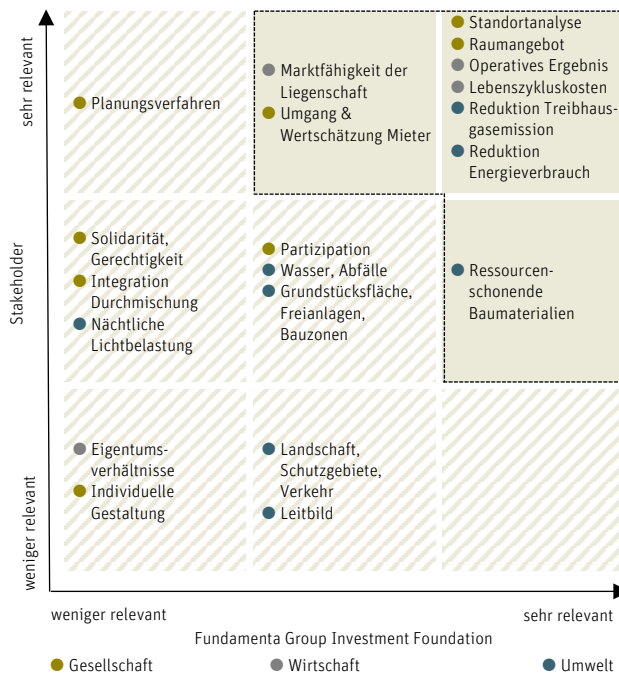 sehr relevant
Stakeholder
weniger relevant
Planungsverfahren
Marktfähigkeit der
Liegenschaft
Umgang &
Wertschätzung Mieter
Standortanalyse
Raumangebot
Operatives Ergebnis
Lebenszykluskosten
Reduktion Treibhaus-
gasemission
Reduktion
Energieverbrauch
Solidarität,
Gerechtigkeit
Integration
Durchmischung
Nächtliche
Lichtbelastung
Partizipation
Wasser, Abfälle
Grundstücksfläche,
Freianlagen,
Bauzonen
Ressourcen-
schonende
Baumaterialien
Eigentums-
verhältnisse
Individuelle
Gestaltung
Landschaft,
Schutzgebiete,
Verkehr
Leitbild
weniger relevant
sehr relevant
Fundamenta Group Investment Foundation
Gesellschaft
Wirtschaft
Umwelt